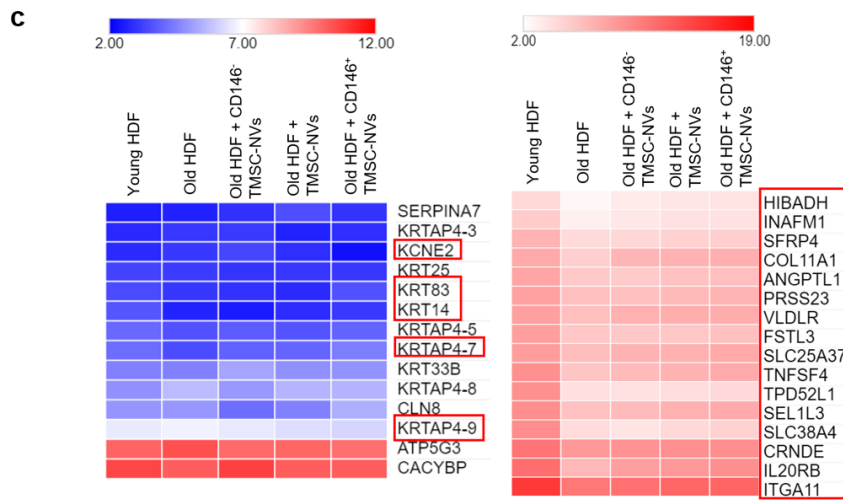 c
2.00 7.00 12.00
Young HDF
Old HDF
Old HDF + CD146-
TMSC-NVs
Old HDF +
TMSC-NVs
Old HDF + CD146+
TMSC-NVs
SERPINA7
KRTAP4-3
KCNE2
KRT25
KRT83
KRT14
KRTAP4-5
KRTAP4-7
KRT33B
KRTAP4-8
CLN8
KRTAP4-9
ATP5G3
CACYBP
2.00 19.00
Young HDF
Old HDF
Old HDF + CD146-
TMSC-NVs
Old HDF +
TMSC-NVs
Old HDF + CD146+
TMSC-NVs
HIBADH
INAFM1
SFRP4
COL11A1
ANGPTL1
PRSS23
VLDLR
FSTL3
SLC25A37
TNFSF4
TPD52L1
SEL1L3
SLC38A4
CRNDE
IL20RB
ITGA11